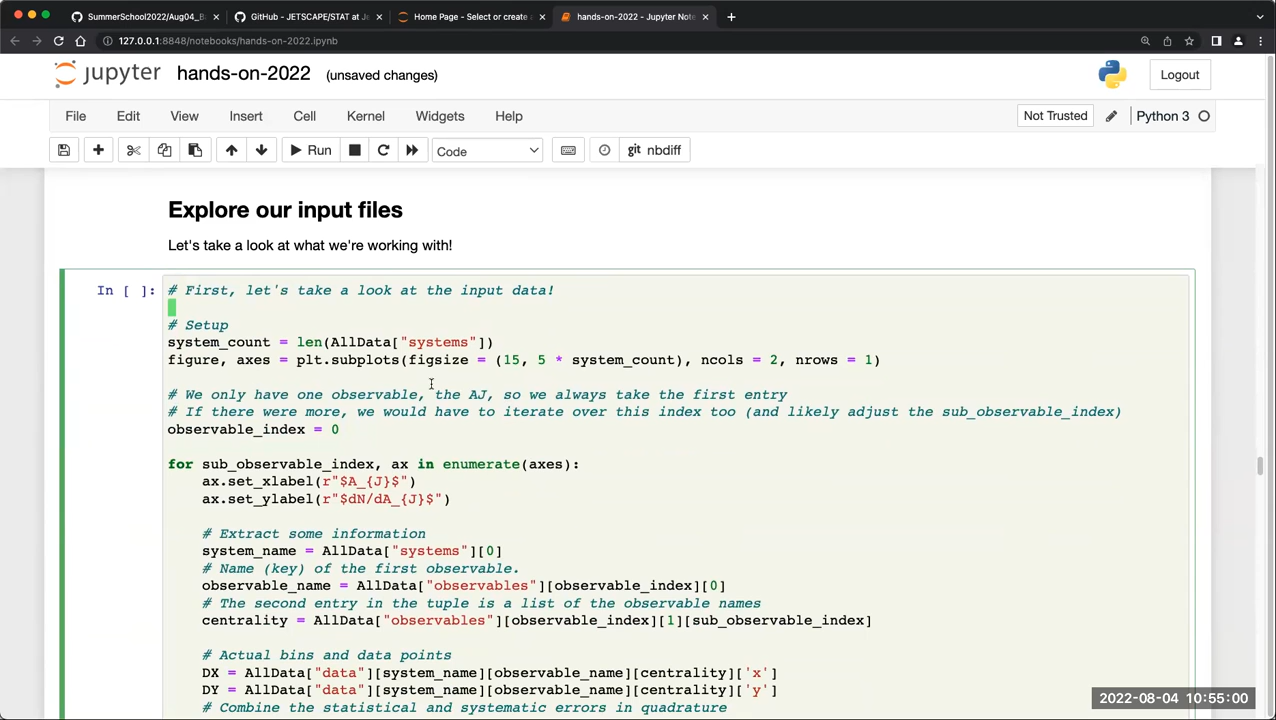 SummerSchool2022/Aug04_Ba
GitHub - JETSCAPE/STAT at Je
Home Page - Select or create a
hands-on-2022 - Jupyter Note
127.0.0.1:8848/notebooks/hands-on-2022.ipynb
jupyter hands-on-2022 (unsaved changes) Logout
File Edit View Insert Cell Kernel Widgets Help Not Trusted Python 3
Run Code git nbdiff
Explore our input files
Let's take a look at what we're working with!
In [ ]: # First, let's take a look at the input data!
# Setup
system_count = len(AllData["systems"])
figure, axes = plt.subplots(figsize = (15, 5 * system_count), ncols = 2, nrows = 1)
# We only have one observable, the AJ, so we always take the first entry
# If there were more, we would have to iterate over this index too (and likely adjust the sub_observable_index)
observable_index = 0
for sub_observable_index, ax in enumerate(axes):
ax.set_xlabel(r"$A_{J}$")
ax.set_ylabel(r"$dN/dA_{J}$")
# Extract some information
system_name = AllData["systems"][0]
# Name (key) of the first observable.
observable_name = AllData["observables"][observable_index][0]
# The second entry in the tuple is a list of the observable names
centrality = AllData["observables"][observable_index][1][sub_observable_index]
# Actual bins and data points
DX = AllData["data"][system_name][observable_name][centrality]['x']
DY = AllData["data"][system_name][observable_name][centrality]['y']
# Combine the statistical and systematic errors in quadrature
2022-08-04 10:55:00